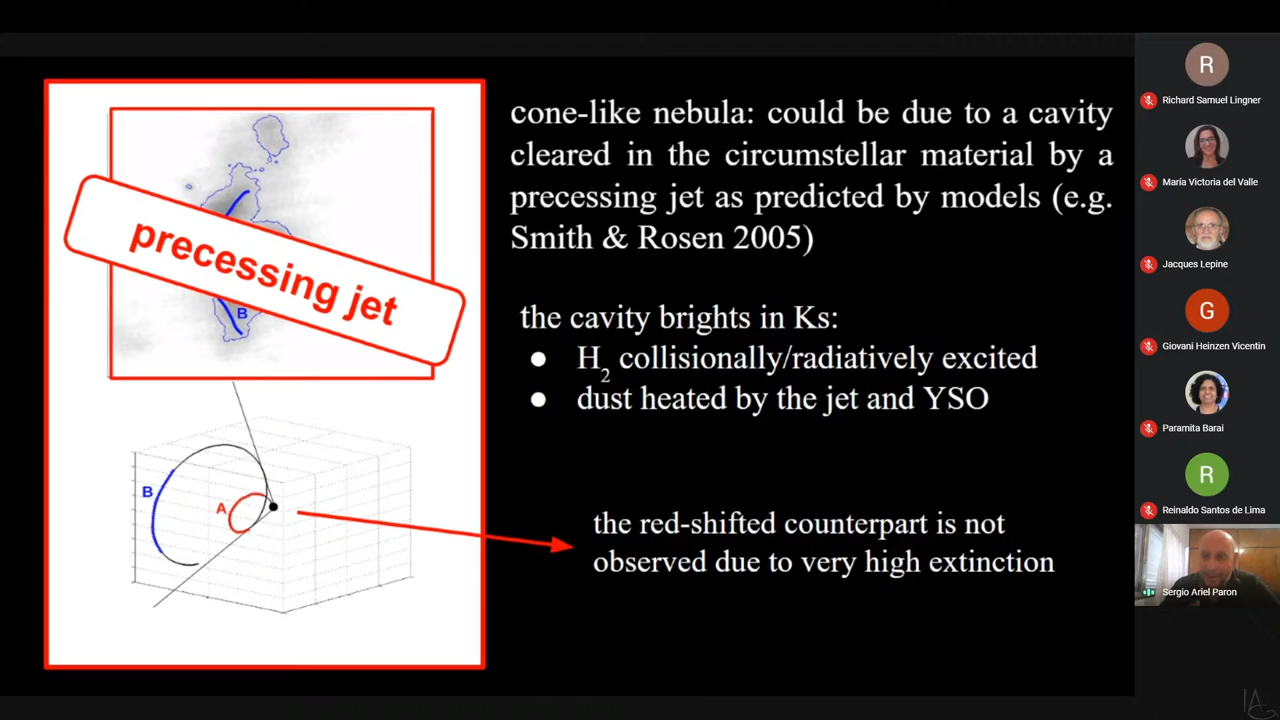 cone-like nebula: could be due to a cavity
cleared in the circumstellar material by a
precessing jet as predicted by models (e.g.
Smith & Rosen 2005)
the cavity brights in Ks:
● H2 collisionally/radiatively excited
● dust heated by the jet and YSO
the red-shifted counterpart is not
observed due to very high extinction
precessing jet
B
B
A
R
Richard Samuel Lingner
María Victoria del Valle
Jacques Lepine
G
Giovani Heinzen Vicentin
Paramita Barai
R
Reinaldo Santos de Lima
Sergio Ariel Paron
IAG